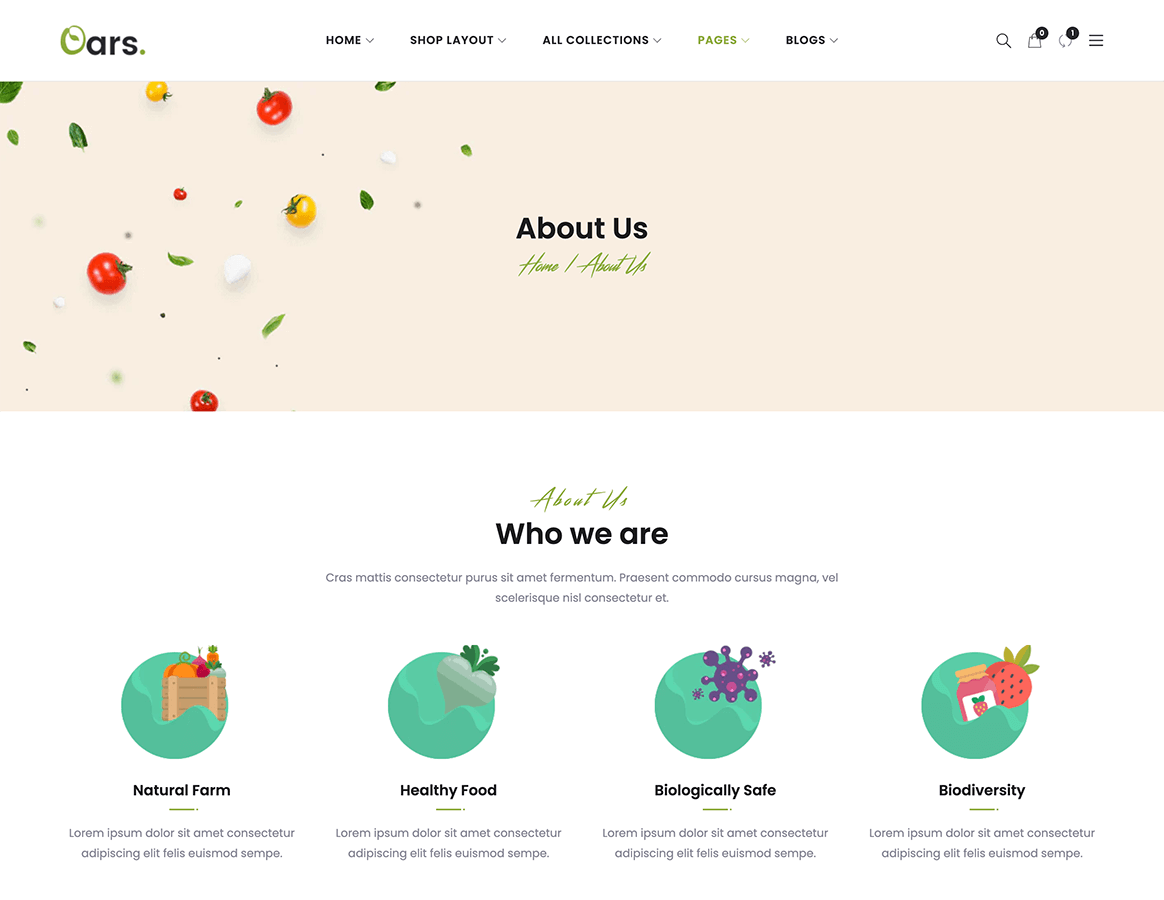 Oars.
HOME SHOP LAYOUT ALL COLLECTIONS PAGES BLOGS
0 1
About Us
Home / About Us
About Us
Who we are
Cras mattis consectetur purus sit amet fermentum. Praesent commodo cursus magna, vel
scelerisque nisl consectetur et.
Natural Farm
Lorem ipsum dolor sit amet consectetur
adipiscing elit felis euismod sempe.
Healthy Food
Lorem ipsum dolor sit amet consectetur
adipiscing elit felis euismod sempe.
Biologically Safe
Lorem ipsum dolor sit amet consectetur
adipiscing elit felis euismod sempe.
Biodiversity
Lorem ipsum dolor sit amet consectetur
adipiscing elit felis euismod sempe.